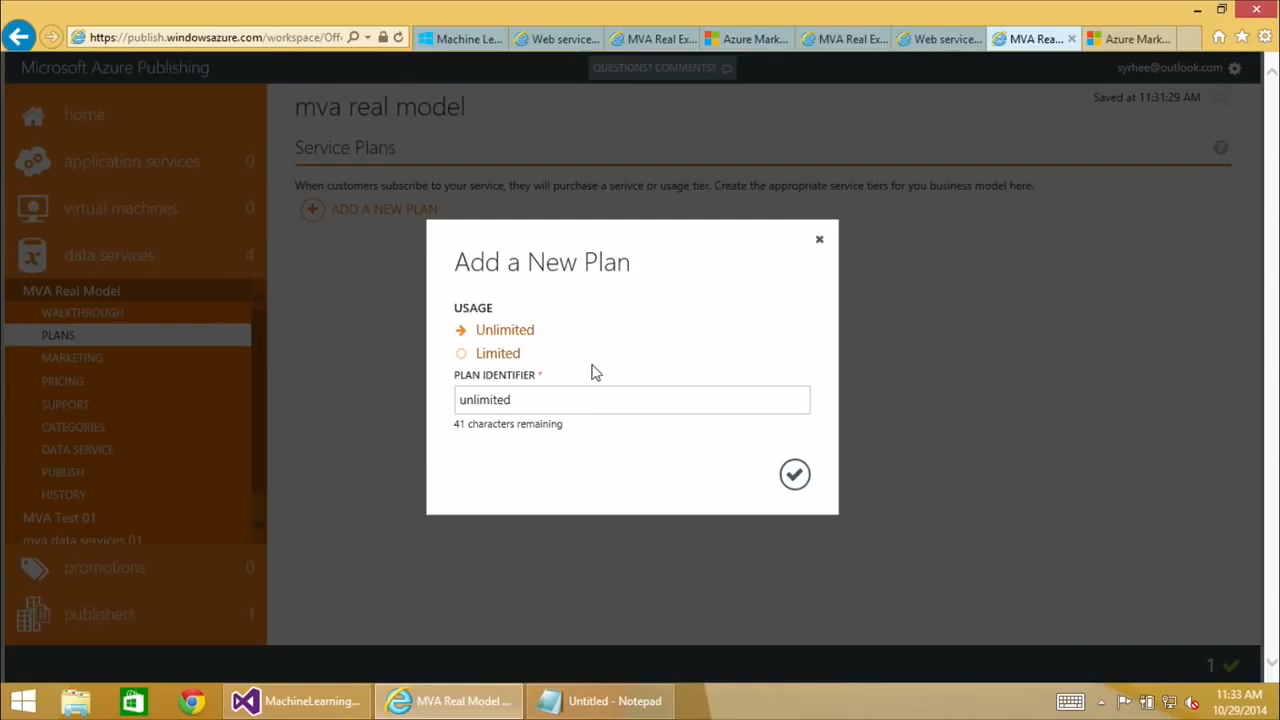 https://publish.windowsazure.com/workspace/Off
Machine Le...
Web service...
MVA Real Ex...
Azure Mark...
MVA Real Ex...
Web service...
MVA Rea...
Azure Mark...
Microsoft Azure Publishing
QUESTIONS? COMMENTS?
syrhee@outlook.com
home
application services 0
virtual machines 0
data services 4
MVA Real Model
WALKTHROUGH
PLANS
MARKETING
PRICING
SUPPORT
CATEGORIES
DATA SERVICE
PUBLISH
HISTORY
MVA Test 01
mva data services 01
promotions 0
publishers 1
mva real model
Saved at 11:31:29 AM
Service Plans
When customers subscribe to your service, they will purchase a serivce or usage tier. Create the appropriate service tiers for you business model here.
ADD A NEW PLAN
Add a New Plan
USAGE
Unlimited
Limited
PLAN IDENTIFIER *
unlimited
41 characters remaining
1
MachineLearning...
MVA Real Model ...
Untitled - Notepad
11:33 AM
10/29/2014